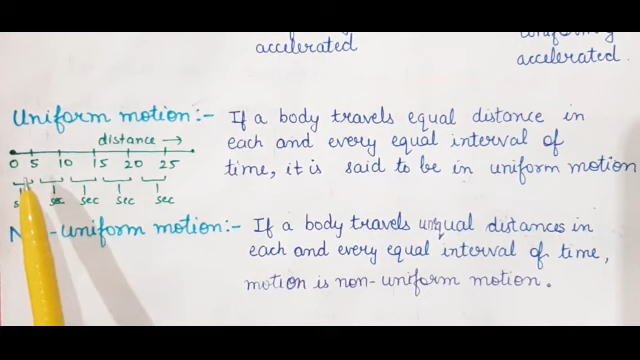 accelerated
uniformly
accelerated.
Uniform motion:- If a body travels equal distance in
each and every equal interval of
time, it is said to be in uniform motion
distance →
0 5 10 15 20 25
sec sec sec sec
-uniform motion:- If a body travels unequal distances in
each and every equal interval of time,
motion is non-uniform motion.